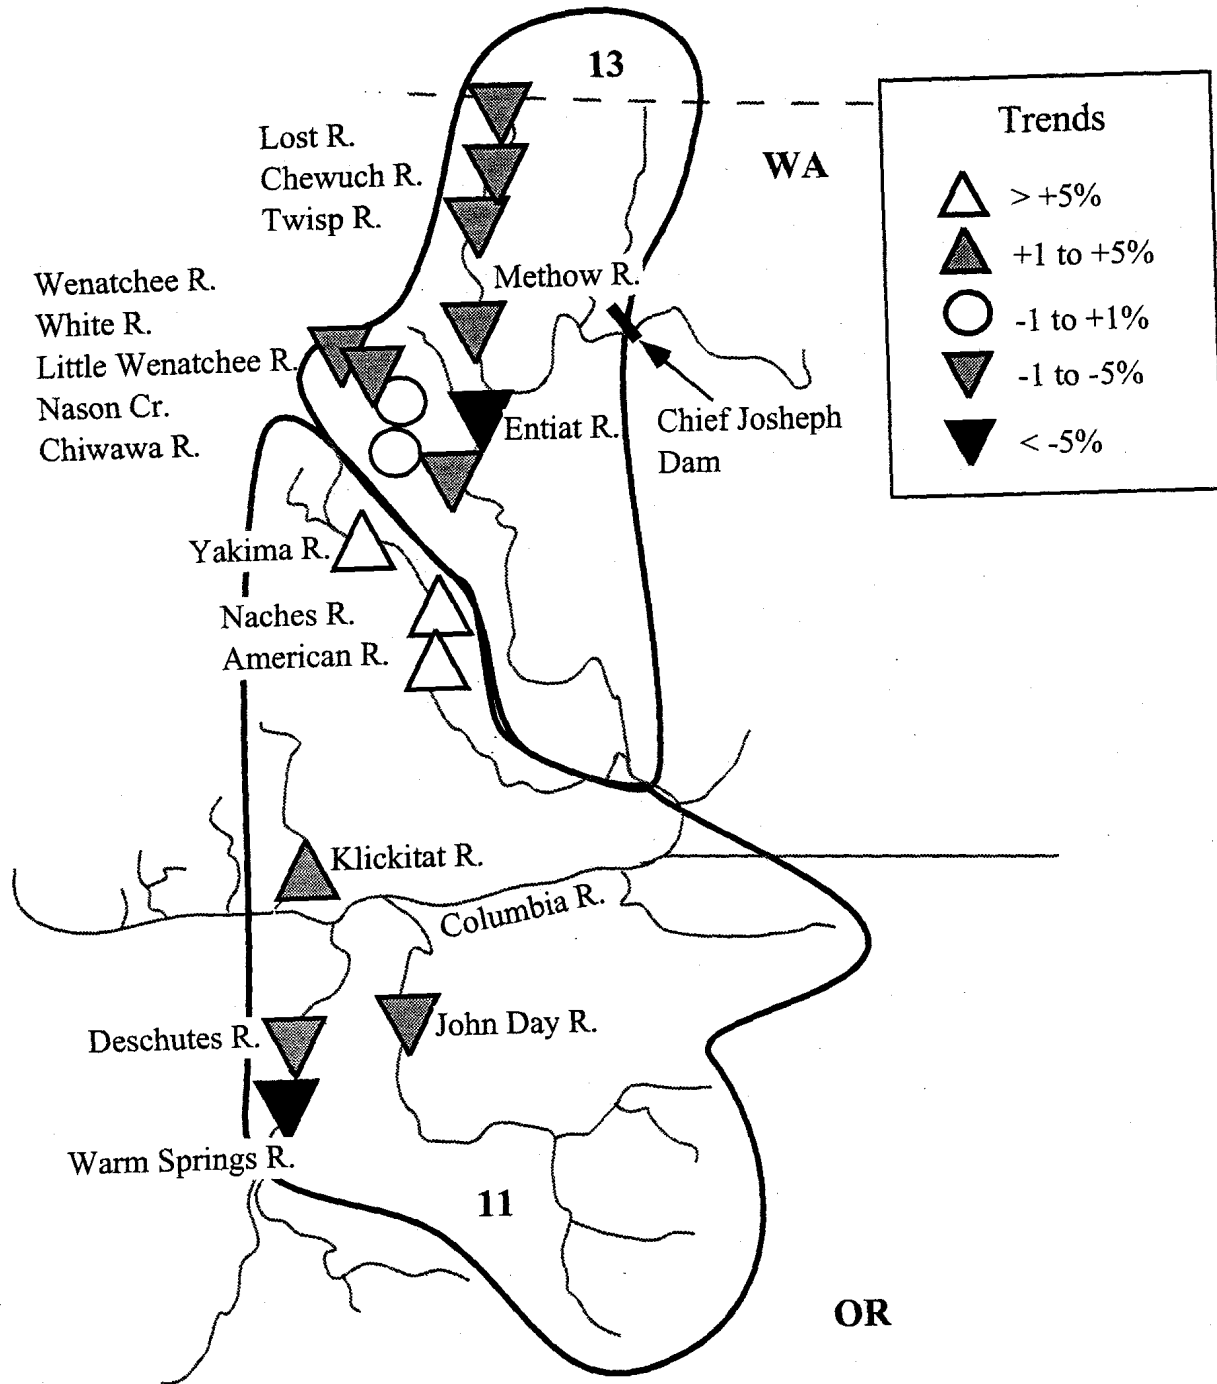 13
Lost R.
Chewuch R.
Twisp R.
WA
Trends
> +5%
+1 to +5%
-1 to +1%
-1 to -5%
< -5%
Methow R.
Wenatchee R.
White R.
Little Wenatchee R.
Nason Cr.
Chiwawa R.
Entiat R.
Chief Josheph
Dam
Yakima R.
Naches R.
American R.
Klickitat R.
Columbia R.
Deschutes R.
John Day R.
Warm Springs R.
11
OR